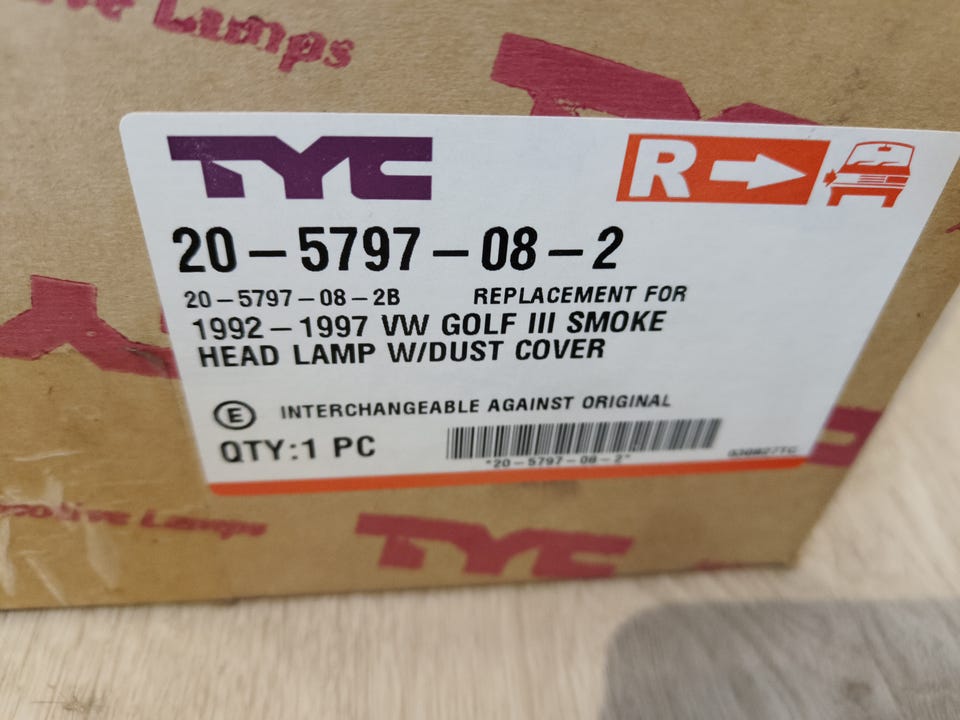 Lamps
TYC
R
20-5797-08-2
20-5797-08-2B REPLACEMENT FOR
1992-1997 VW GOLF III SMOKE
HEAD LAMP W/DUST COVER
E INTERCHANGEABLE AGAINST ORIGINAL
QTY:1 PC
*20-5797-08-2*
Lamps
TYC